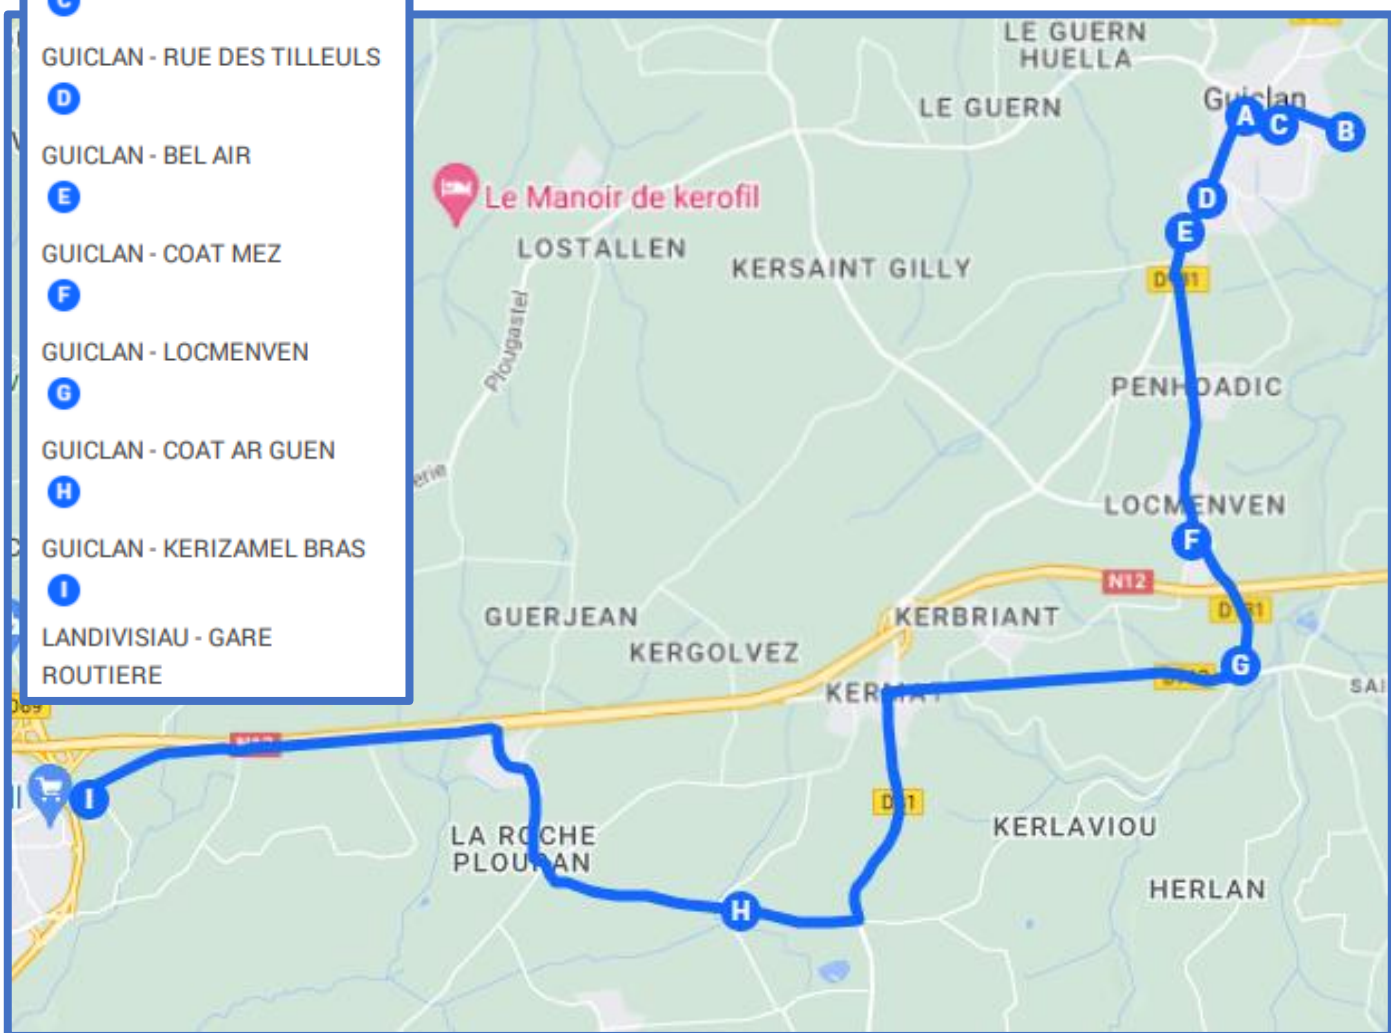 C
GUICLAN - RUE DES TILLEULS
D
GUICLAN - BEL AIR
E
GUICLAN - COAT MEZ
F
GUICLAN - LOCMENVEN
G
GUICLAN - COAT AR GUEN
H
GUICLAN - KERIZAMEL BRAS
I
LANDIVISIAU - GARE
ROUTIERE
LE GUERN
HUELLA
LE GUERN
Guiclan
A
C
B
Le Manoir de kerofil
D
LOSTALLEN
E
KERSAINT GILLY
Plougastel
PENHOADIC
erie
LOCMENVEN
F
N12
GUERJEAN
KERBRIANT
KERGOLVEZ
G
SAI
N12
I
KERLAVIOU
LA ROCHE
HERLAN
H